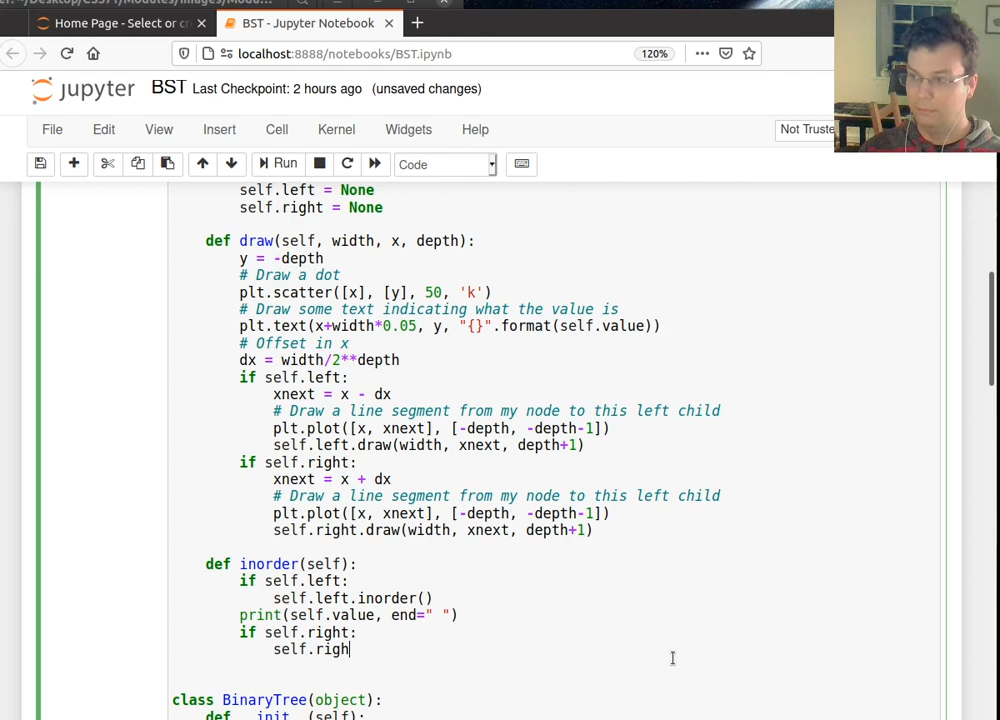 Home Page - Select or cr
BST - Jupyter Notebook
localhost:8888/notebooks/BST.ipynb
120%
jupyter BST Last Checkpoint: 2 hours ago (unsaved changes)
File Edit View Insert Cell Kernel Widgets Help
Not Truste
Run
Code
self.left = None
self.right = None
def draw(self, width, x, depth):
y = -depth
# Draw a dot
plt.scatter([x], [y], 50, 'k')
# Draw some text indicating what the value is
plt.text(x+width*0.05, y, "{}".format(self.value))
# Offset in x
dx = width/2**depth
if self.left:
xnext = x - dx
# Draw a line segment from my node to this left child
plt.plot([x, xnext], [-depth, -depth-1])
self.left.draw(width, xnext, depth+1)
if self.right:
xnext = x + dx
# Draw a line segment from my node to this left child
plt.plot([x, xnext], [-depth, -depth-1])
self.right.draw(width, xnext, depth+1)
def inorder(self):
if self.left:
self.left.inorder()
print(self.value, end=" ")
if self.right:
self.righ
class BinaryTree(object):
def __init__(self):